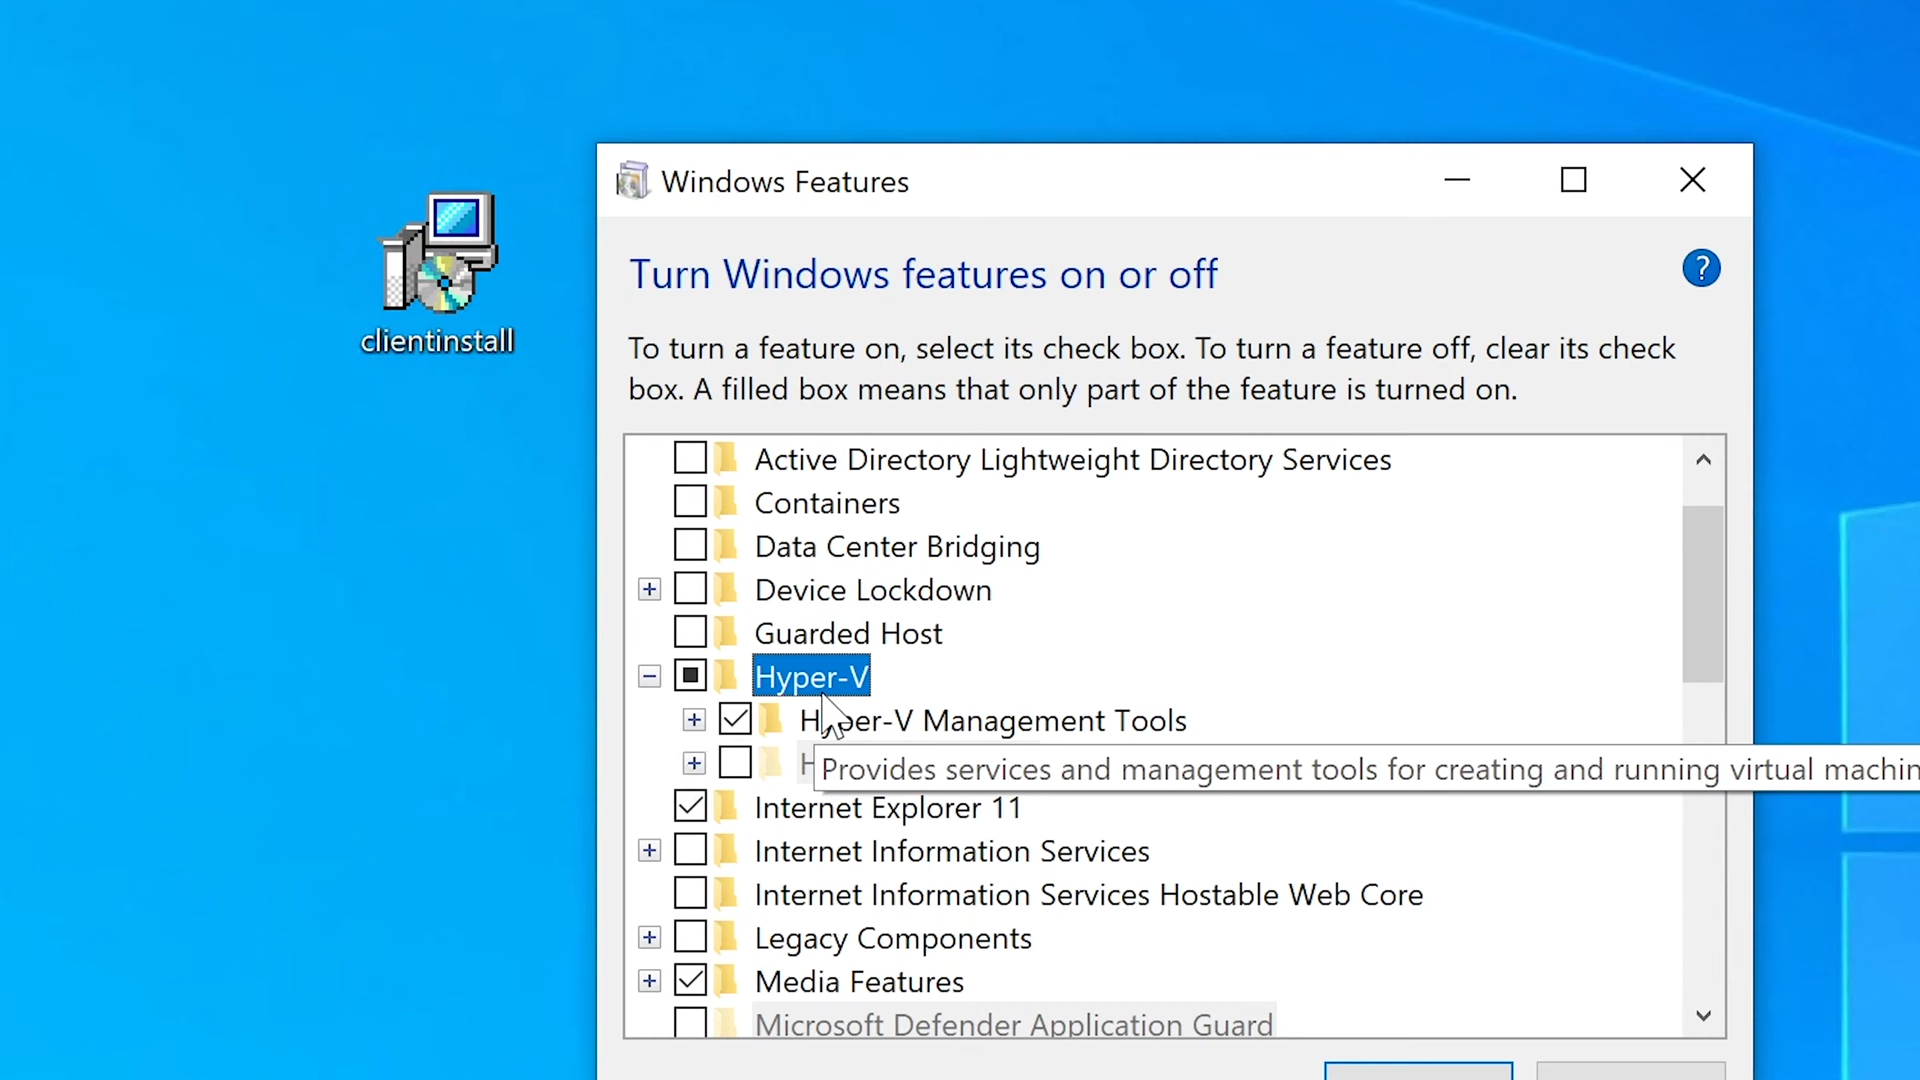 clientinstall
Windows Features
Turn Windows features on or off
?
To turn a feature on, select its check box. To turn a feature off, clear its check
box. A filled box means that only part of the feature is turned on.
Active Directory Lightweight Directory Services
Containers
Data Center Bridging
Device Lockdown
Guarded Host
Hyper-V
Hyper-V Management Tools
Provides services and management tools for creating and running virtual machin
Internet Explorer 11
Internet Information Services
Internet Information Services Hostable Web Core
Legacy Components
Media Features
Microsoft Defender Application Guard